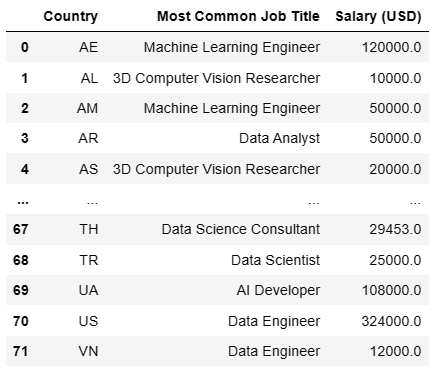 Country Most Common Job Title Salary (USD)
0 AE Machine Learning Engineer 120000.0
1 AL 3D Computer Vision Researcher 10000.0
2 AM Machine Learning Engineer 50000.0
3 AR Data Analyst 50000.0
4 AS 3D Computer Vision Researcher 20000.0
... ... ... ...
67 TH Data Science Consultant 29453.0
68 TR Data Scientist 25000.0
69 UA AI Developer 108000.0
70 US Data Engineer 324000.0
71 VN Data Engineer 12000.0